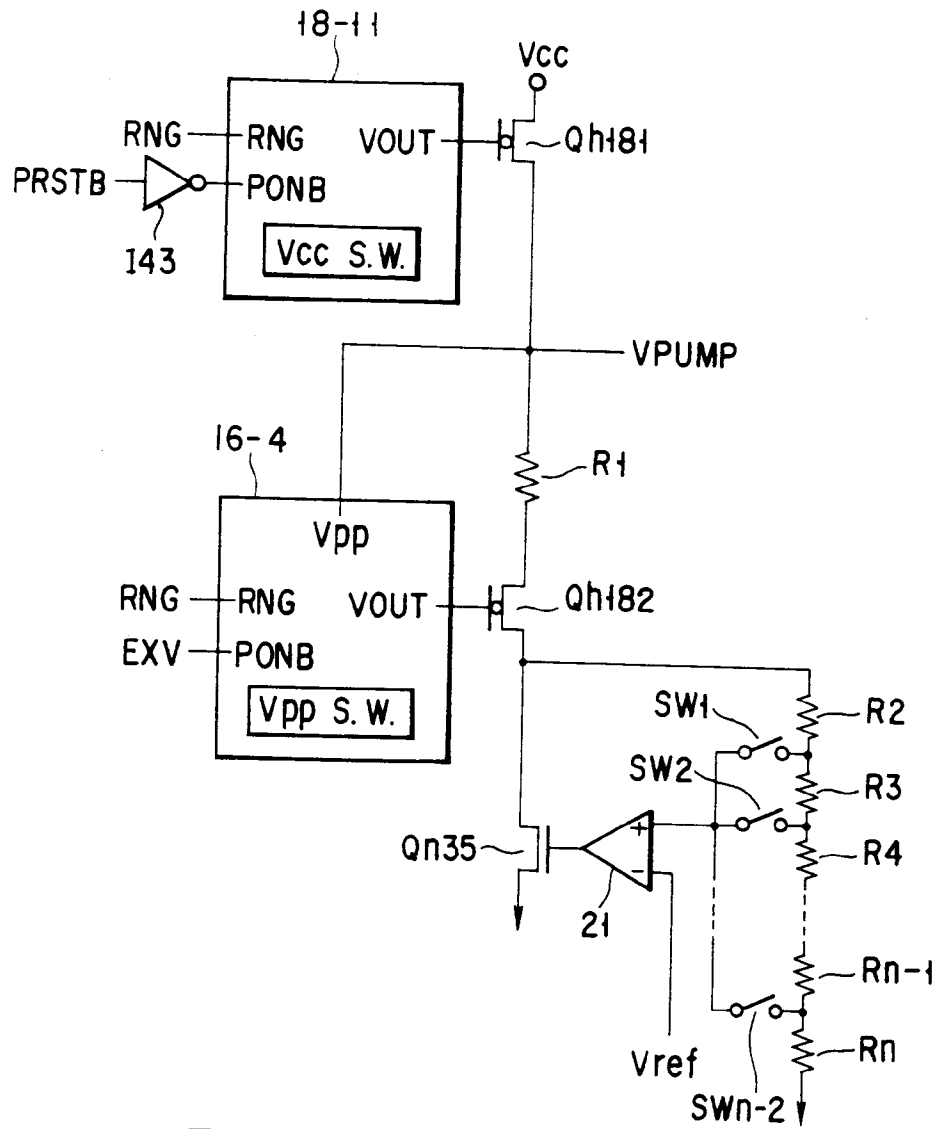 18-11
Vcc
RNG RNG VOUT Qh181
PRSTB PONB
I43 Vcc S.W.
VPUMP
16-4
R1
Vpp
RNG RNG VOUT Qh182
EXV PONB
Vpp S.W.
SW1 R2
SW2 R3
Qn35 + R4
-
21
Rn-1
Vref Rn
SWn-2